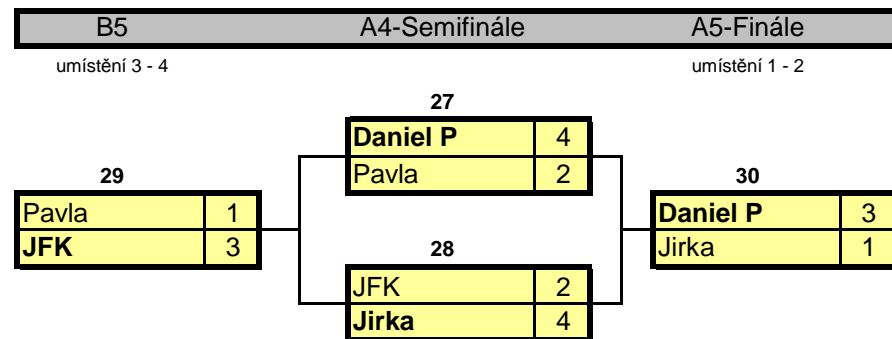 B5 A4-Semifinále A5-Finále
umístění 3 - 4 umístění 1 - 2
27
Daniel P 4
Pavla 2
29
Pavla 1
JFK 3
28
JFK 2
Jirka 4
30
Daniel P 3
Jirka 1